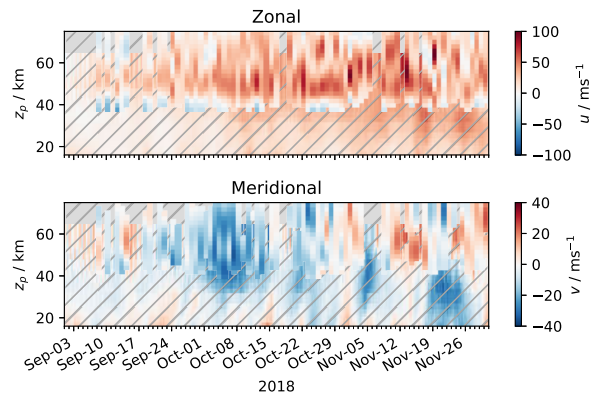 Zonal
z_p / km
60
40
20
100
50
0
−50
−100
u / ms⁻¹
Meridional
z_p / km
60
40
20
40
20
0
−20
−40
v / ms⁻¹
Sep-03
Sep-10
Sep-17
Sep-24
Oct-01
Oct-08
Oct-15
Oct-22
Oct-29
Nov-05
Nov-12
Nov-19
Nov-26
2018